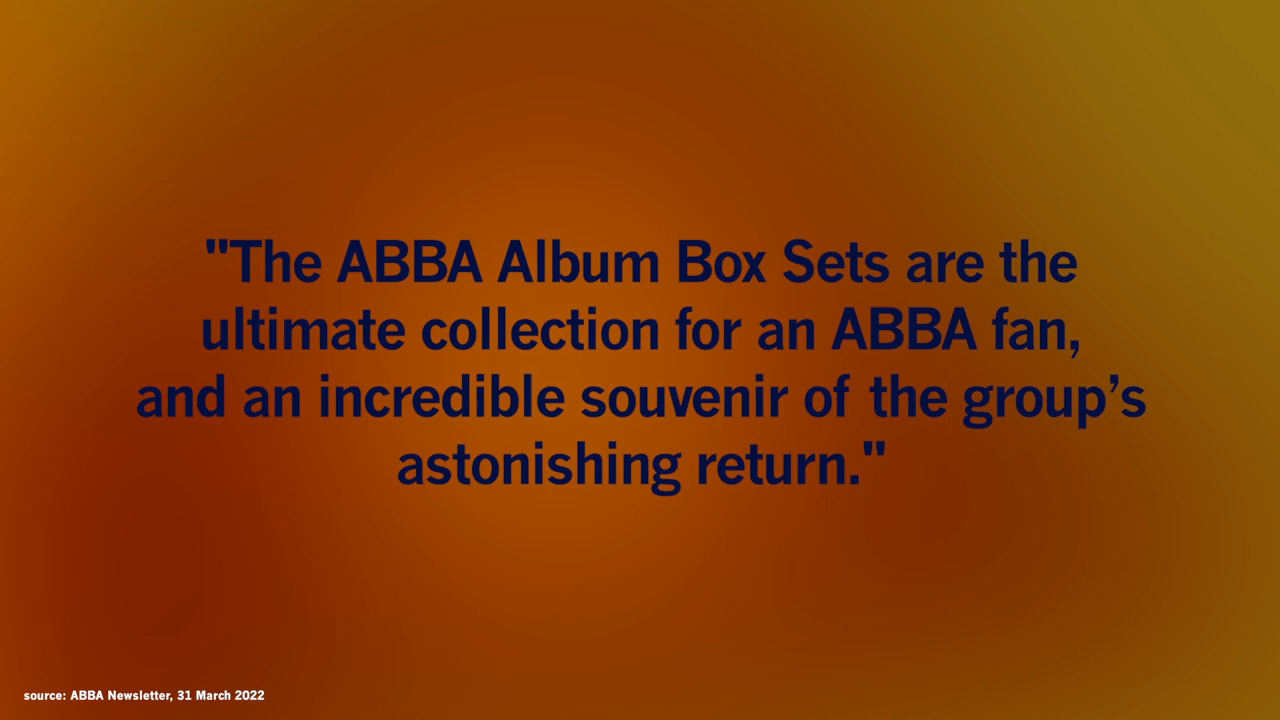 "The ABBA Album Box Sets are the
ultimate collection for an ABBA fan,
and an incredible souvenir of the group’s
astonishing return."
source: ABBA Newsletter, 31 March 2022